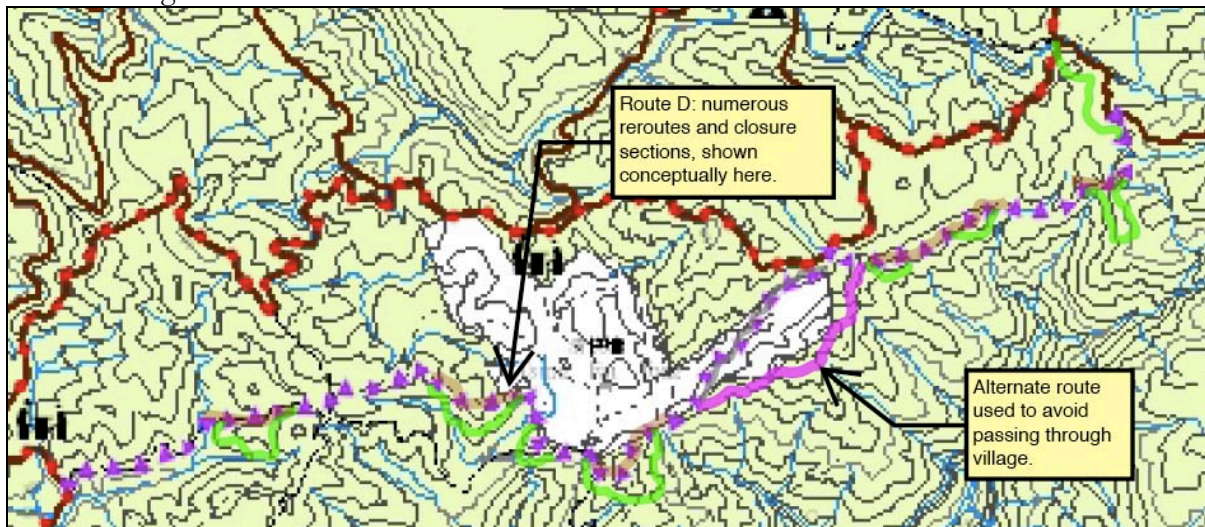 Route D: numerous
reroutes and closure
sections, shown
conceptually here.
Alternate route
used to avoid
passing through
village.